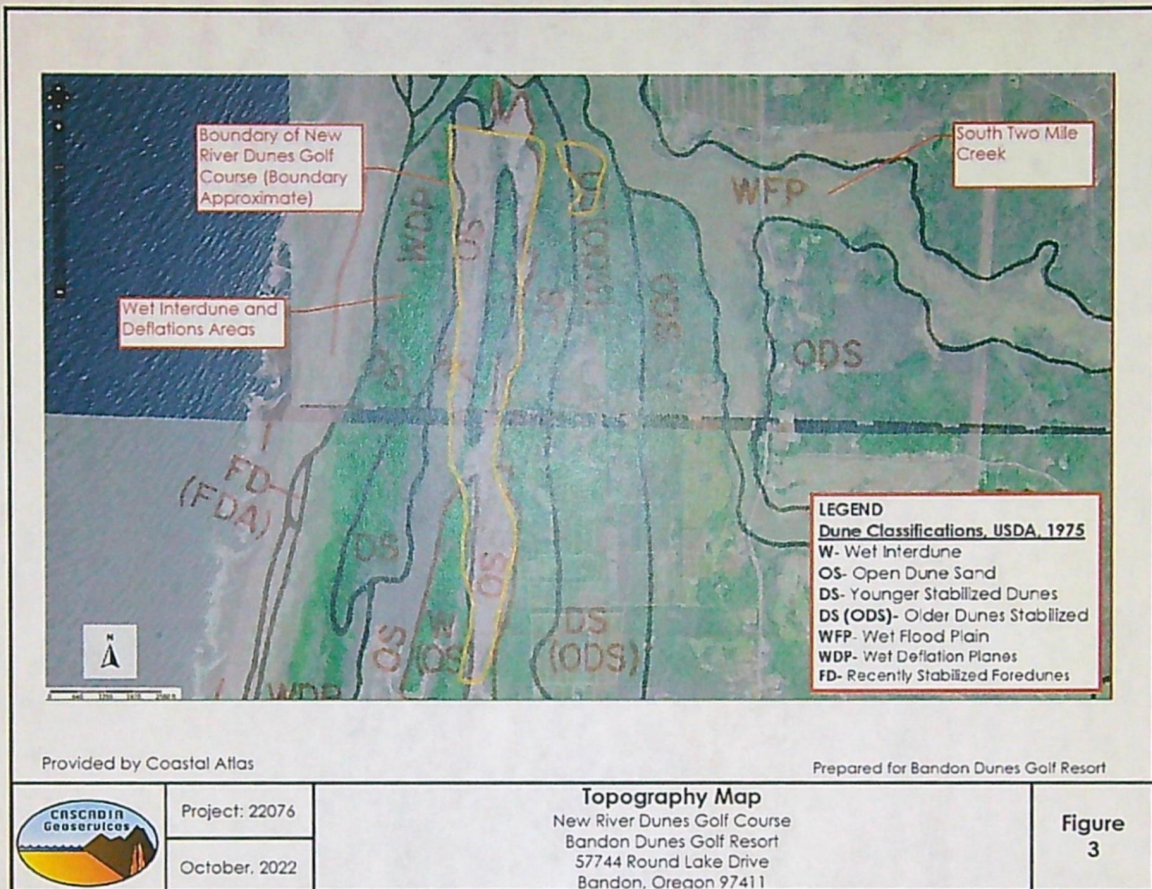 Boundary of New
River Dunes Golf
Course (Boundary
Approximate)
South Two Mile
Creek
WFP
WDP
OS
ODS
Wet Interdune and
Deflations Areas
ODS
FD
(FDA)
DS
OS
OS
(OS)
DS
(ODS)
WDP
N
LEGEND
Dune Classifications, USDA, 1975
W- Wet Interdune
OS- Open Dune Sand
DS- Younger Stabilized Dunes
DS (ODS)- Older Dunes Stabilized
WFP- Wet Flood Plain
WDP- Wet Deflation Planes
FD- Recently Stabilized Foredunes
Provided by Coastal Atlas
Prepared for Bandon Dunes Golf Resort
CASCADIA
Geoservices
Project: 22076
October, 2022
Topography Map
New River Dunes Golf Course
Bandon Dunes Golf Resort
57744 Round Lake Drive
Bandon, Oregon 97411
Figure
3